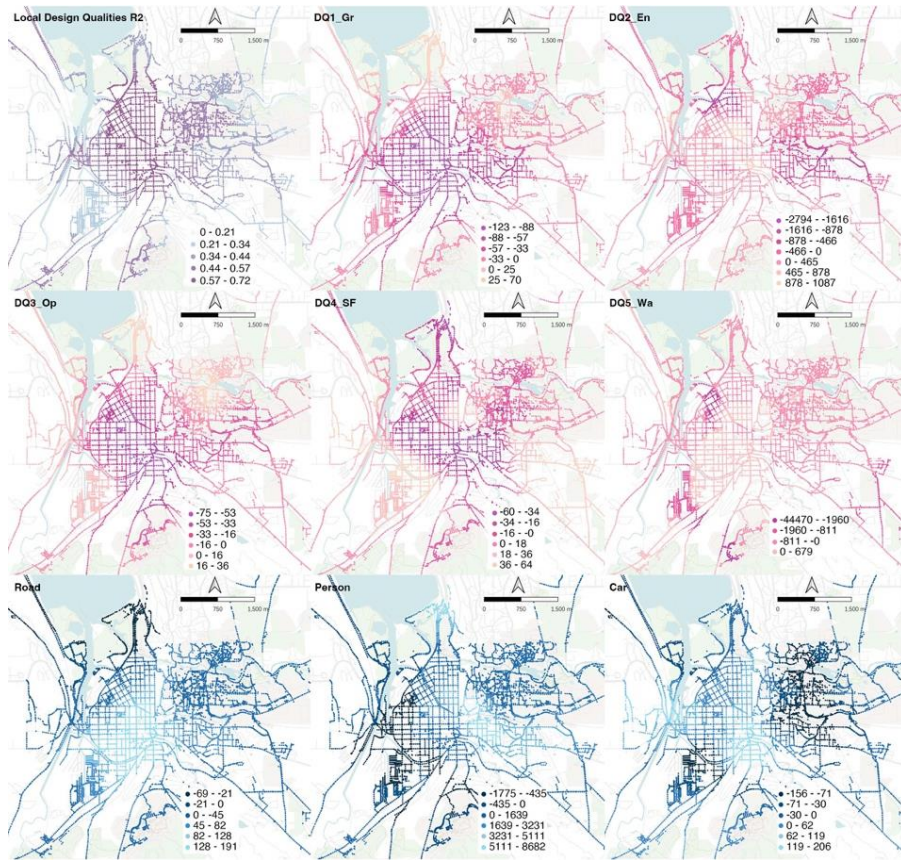 Local Design Qualities R2
0 750 1,500 m
0 - 0.21
0.21 - 0.34
0.34 - 0.44
0.44 - 0.57
0.57 - 0.72
DQ1_Gr
0 750 1,500 m
-123 - -88
-88 - -57
-57 - -33
-33 - 0
0 - 25
25 - 70
DQ2_En
0 750 1,500 m
-2794 - -1616
-1616 - -878
-878 - -466
-466 - 0
0 - 465
465 - 878
878 - 1087
DQ3_Op
0 750 1,500 m
-75 - -53
-53 - -33
-33 - -16
-16 - 0
0 - 16
16 - 36
DQ4_SF
0 750 1,500 m
-60 - -34
-34 - -16
-16 - -0
0 - 18
18 - 36
36 - 64
DQ5_Wa
0 750 1,500 m
-44470 - -1960
-1960 - -811
-811 - -0
0 - 679
Road
0 750 1,500 m
-69 - -21
-21 - 0
0 - -45
45 - 82
82 - 128
128 - 191
Person
0 750 1,500 m
-1775 - -435
-435 - 0
0 - 1639
1639 - 3231
3231 - 5111
5111 - 8682
Car
0 750 1,500 m
-156 - -71
-71 - -30
-30 - 0
0 - 62
62 - 119
119 - 206